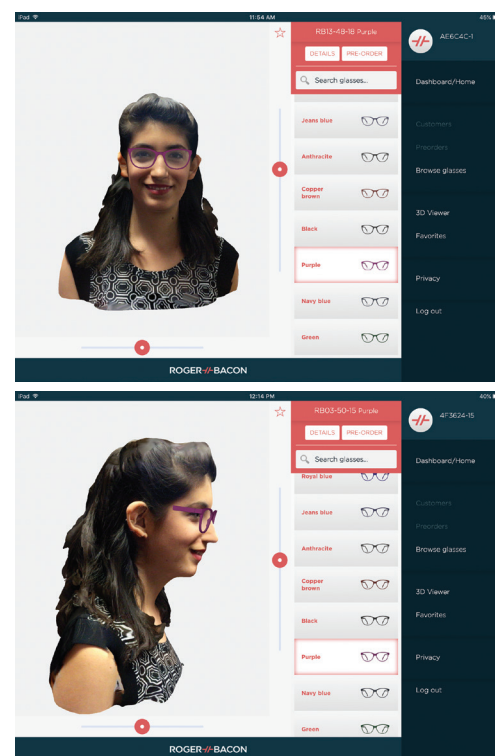 iPad
11:54 AM
45%
RB13-48-18 Purple
DETAILS
PRE-ORDER
Search glasses...
Jeans blue
Anthracite
Copper
brown
Black
Purple
Navy blue
Green
AE6C4C-1
Dashboard/Home
Customers
Preorders
Browse glasses
3D Viewer
Favorites
Privacy
Log out
ROGER BACON
iPad
12:14 PM
40%
RB03-50-15 Purple
DETAILS
PRE-ORDER
Search glasses...
Royal blue
Jeans blue
Anthracite
Copper
brown
Black
Purple
Navy blue
Green
4F3624-15
Dashboard/Home
Customers
Preorders
Browse glasses
3D Viewer
Favorites
Privacy
Log out
ROGER BACON